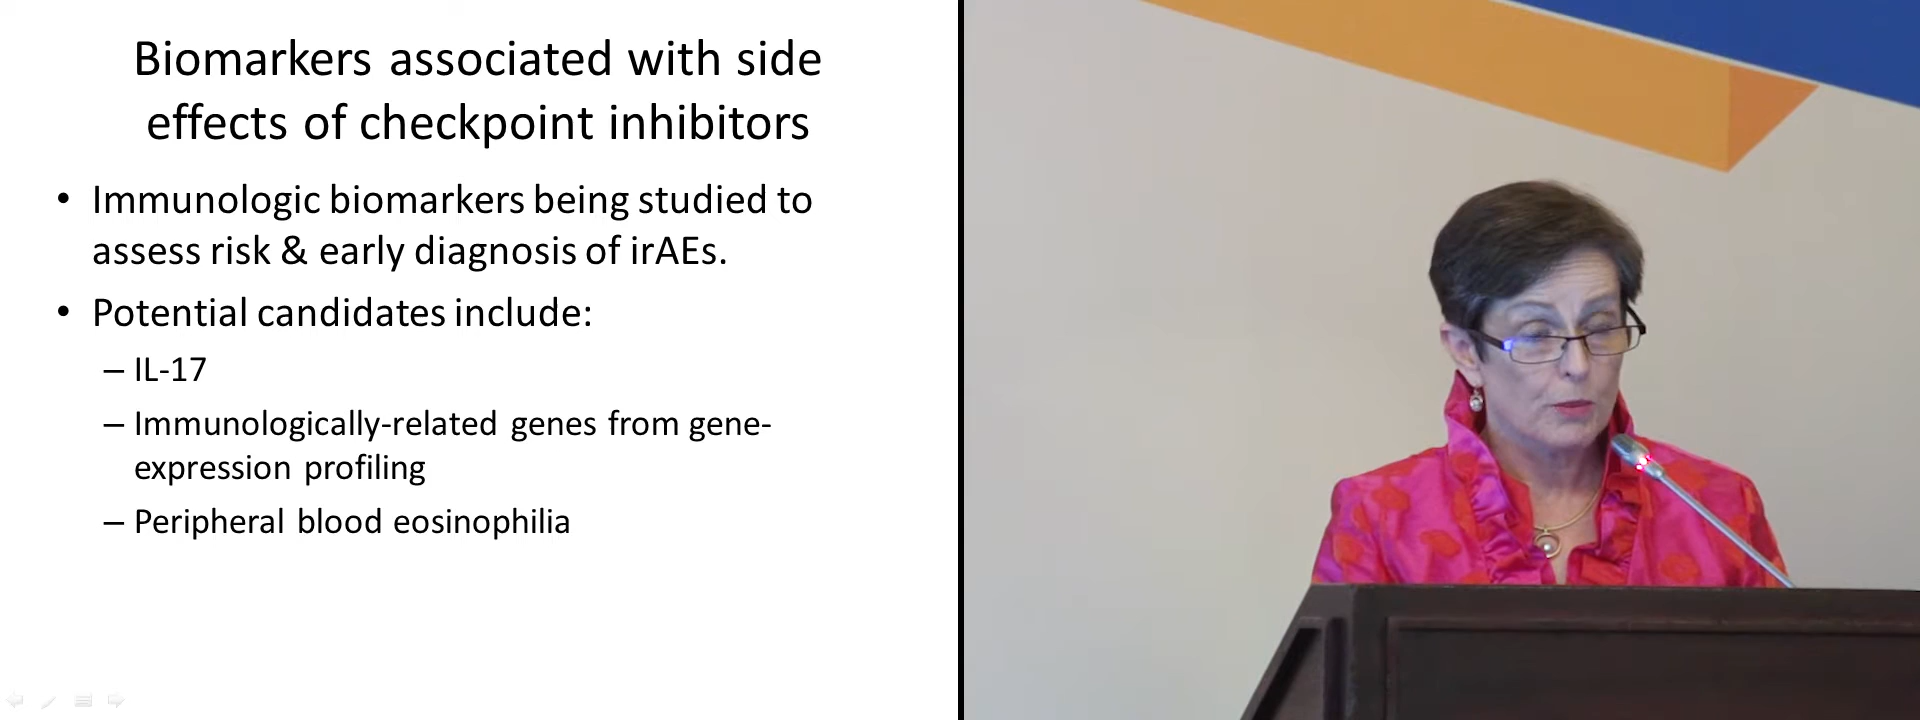 Biomarkers associated with side
effects of checkpoint inhibitors
• Immunologic biomarkers being studied to
assess risk & early diagnosis of irAEs.
• Potential candidates include:
– IL-17
– Immunologically-related genes from gene-
expression profiling
– Peripheral blood eosinophilia